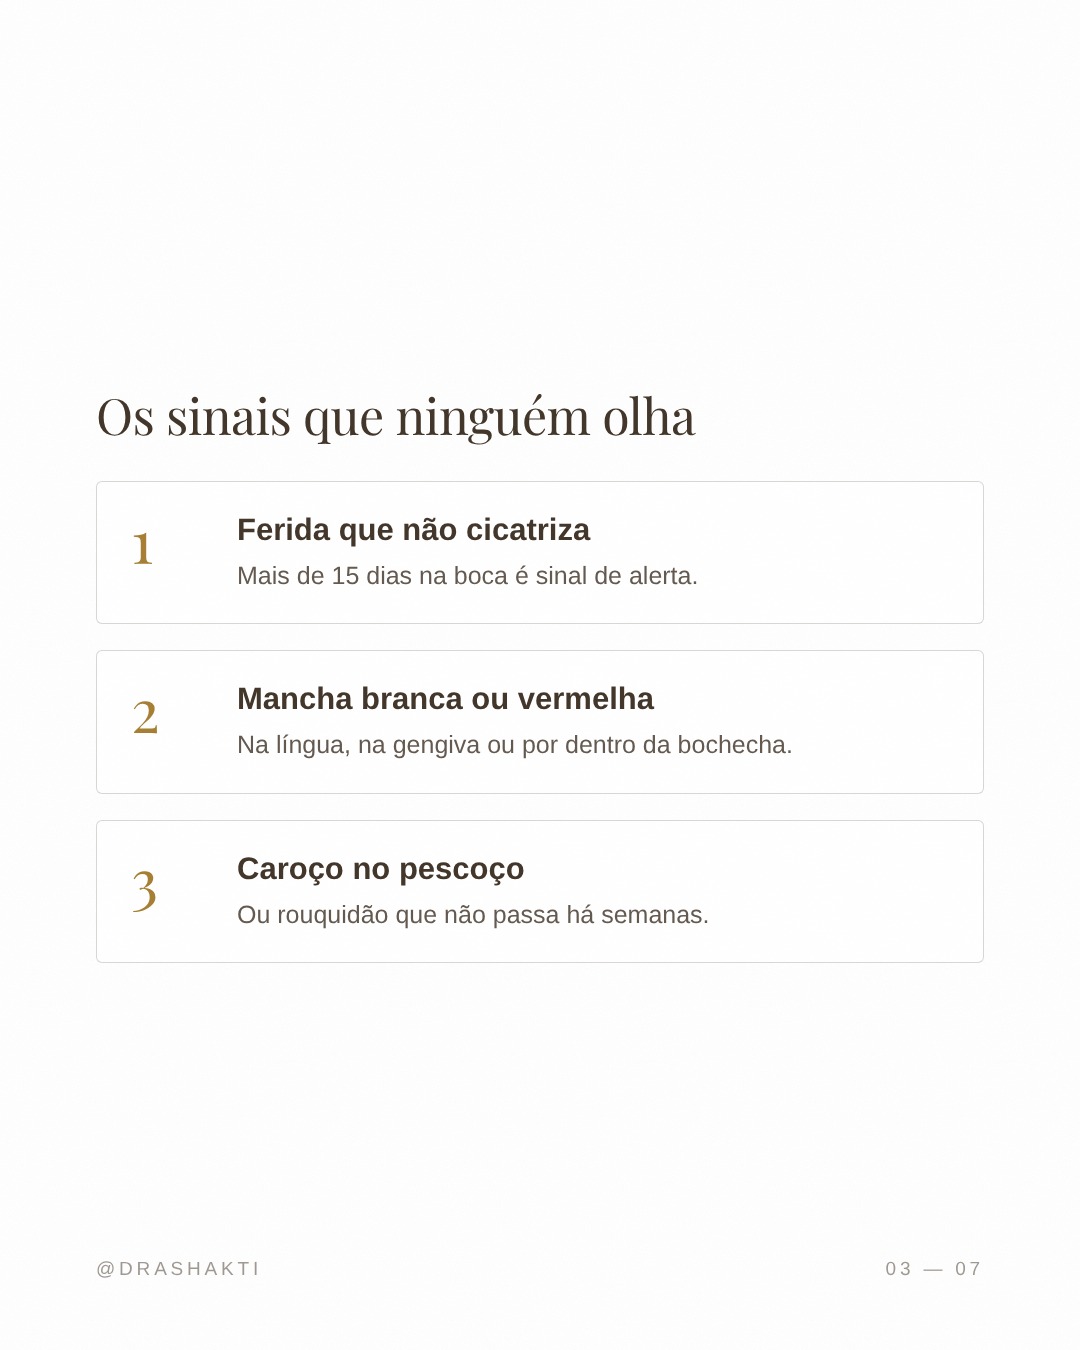 Os sinais que ninguém olha
1
Ferida que não cicatriza
Mais de 15 dias na boca é sinal de alerta.
2
Mancha branca ou vermelha
Na língua, na gengiva ou por dentro da bochecha.
3
Caroço no pescoço
Ou rouquidão que não passa há semanas.
@DRASHAKTI
03 — 07